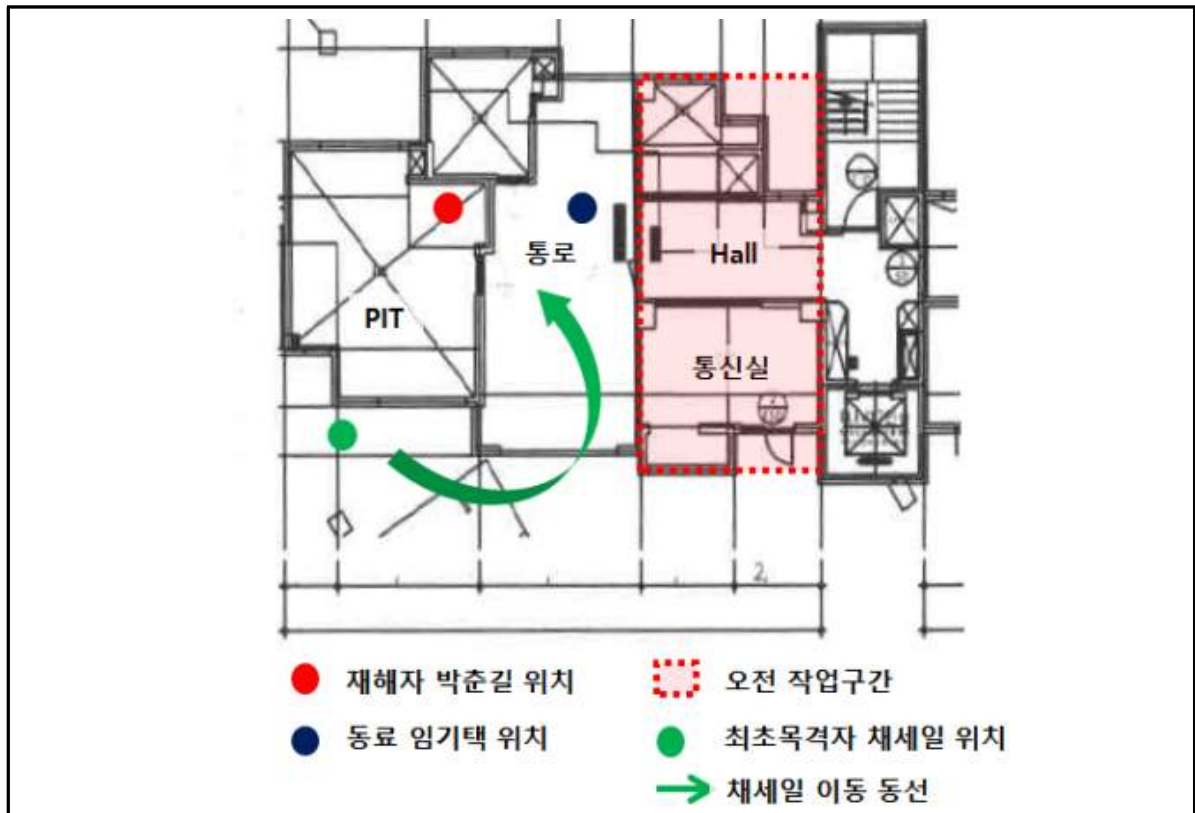 통로
Hall
PIT
통신실
2,
재해자 박춘길 위치
오전 작업구간
동료 임기택 위치
최초목격자 채세일 위치
채세일 이동 동선